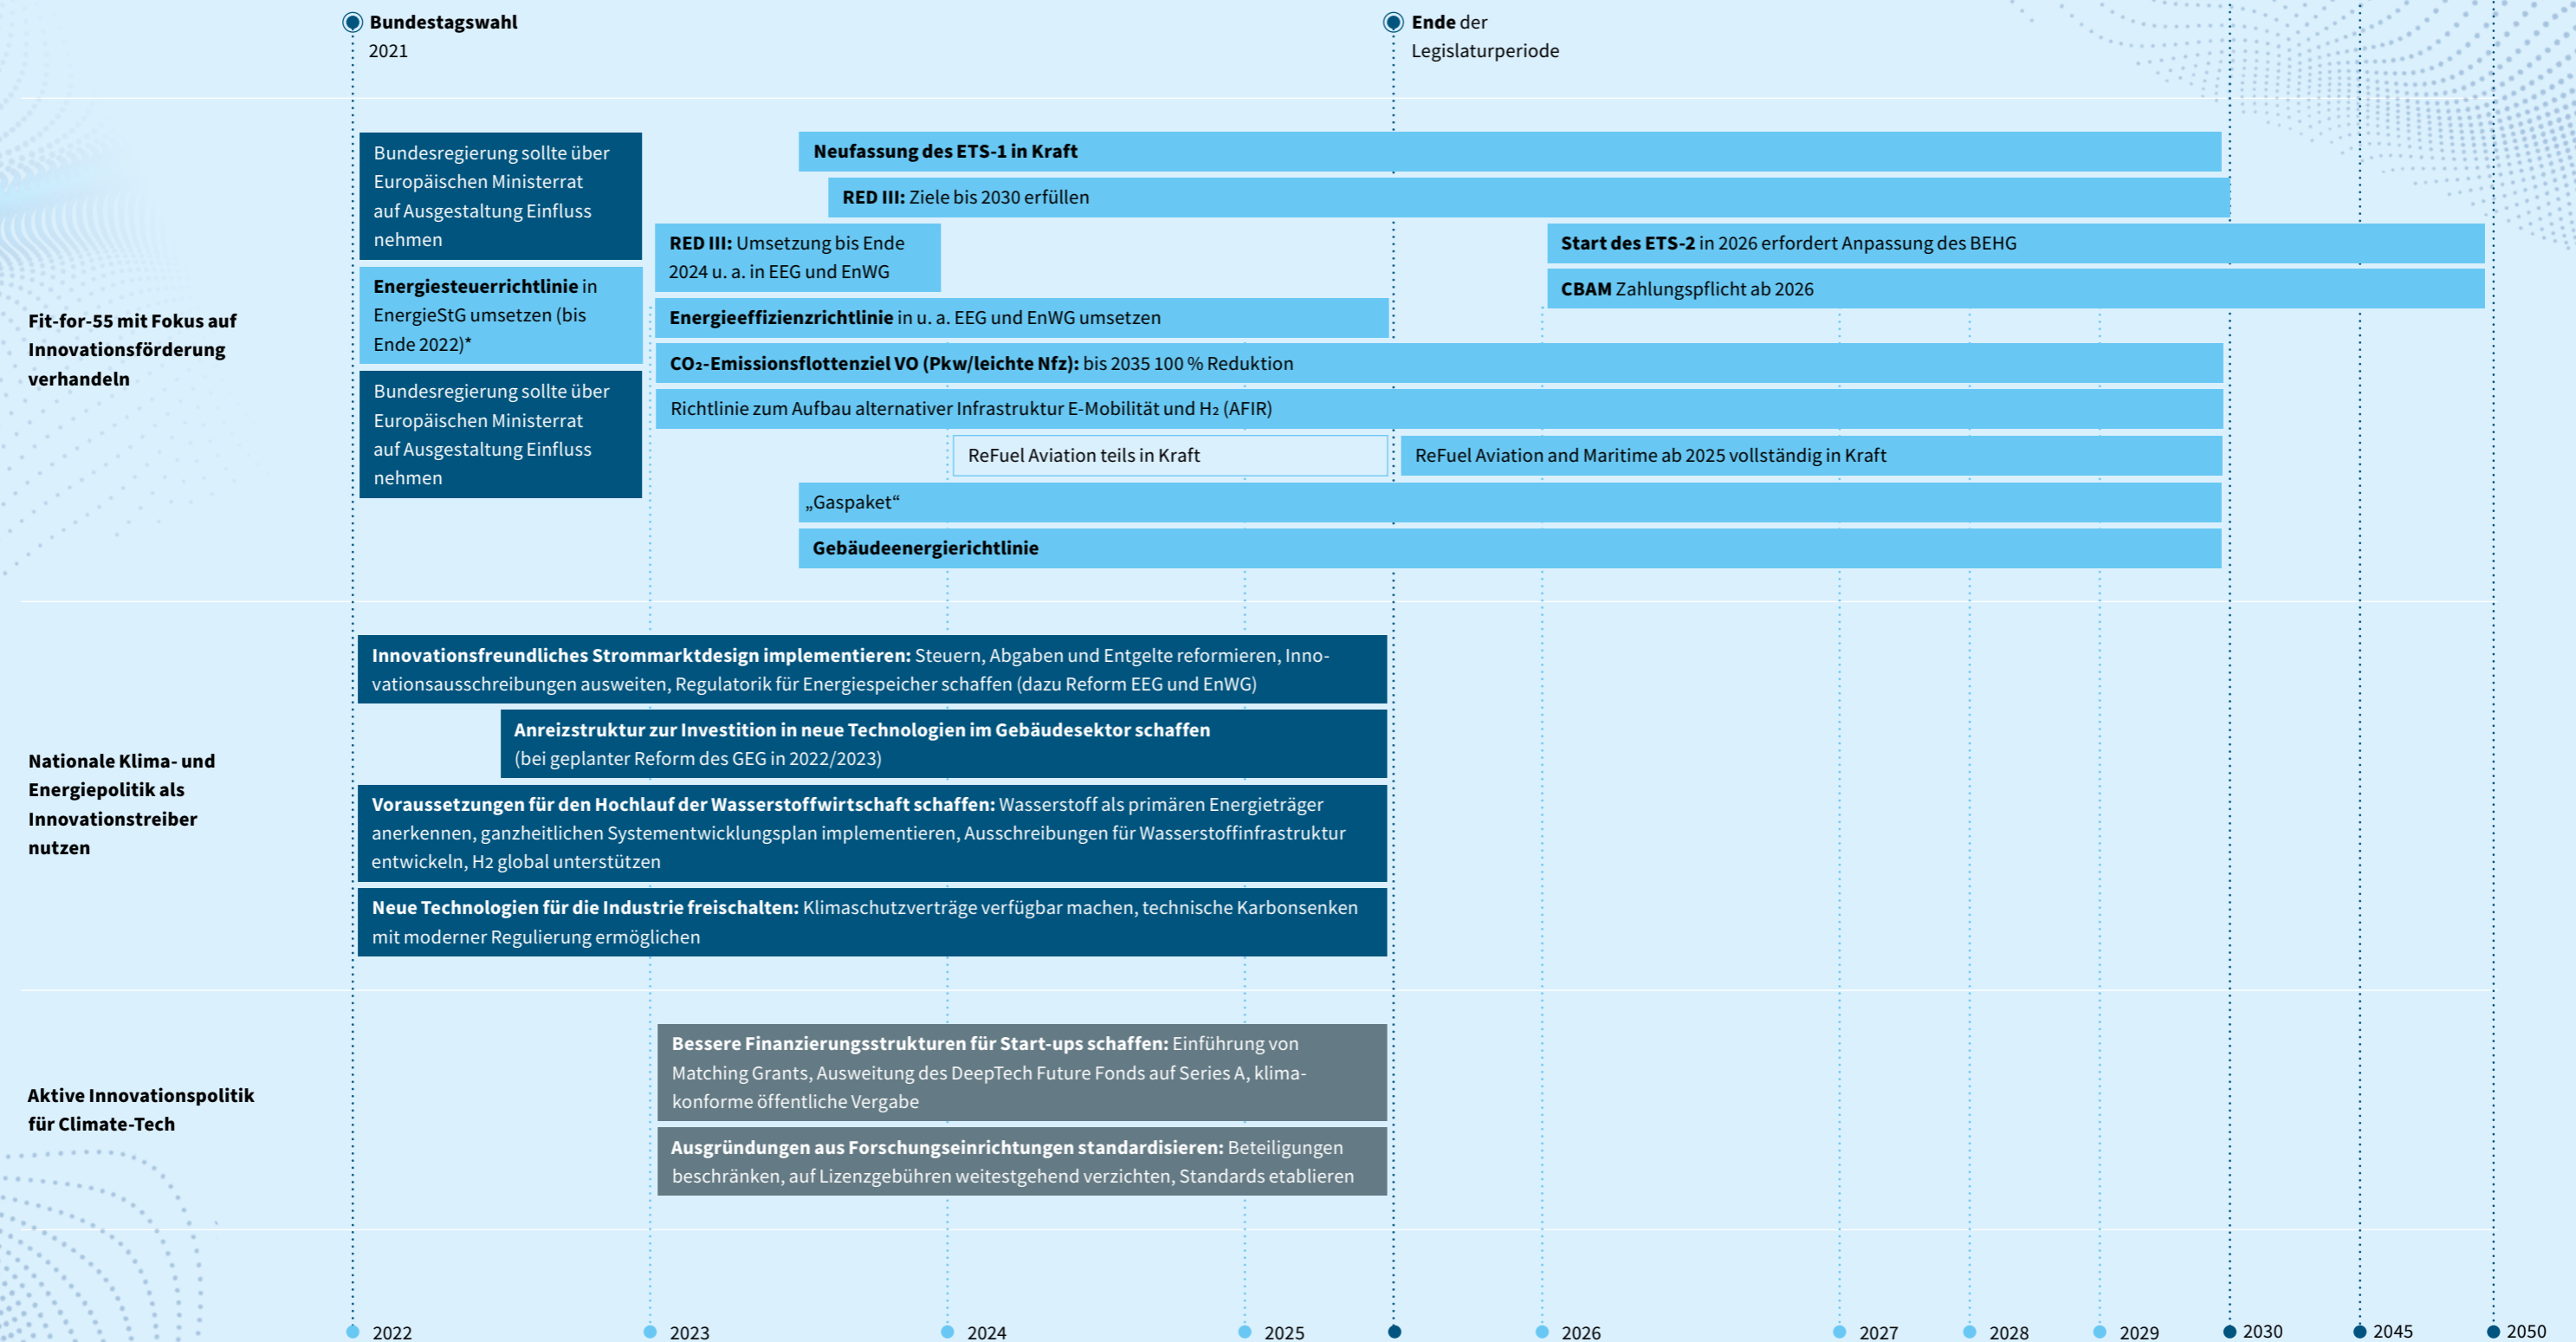 Bundestagswahl
2021
Ende der
Legislaturperiode
Fit-for-55 mit Fokus auf
Innovationsförderung
verhandeln
Bundesregierung sollte über
Europäischen Ministerrat
auf Ausgestaltung Einfluss
nehmen
Energiesteuerrichtlinie in
EnergieStG umsetzen (bis
Ende 2022)*
Bundesregierung sollte über
Europäischen Ministerrat
auf Ausgestaltung Einfluss
nehmen
Neufassung des ETS-1 in Kraft
RED III: Ziele bis 2030 erfüllen
RED III: Umsetzung bis Ende
2024 u. a. in EEG und EnWG
Start des ETS-2 in 2026 erfordert Anpassung des BEHG
CBAM Zahlungspflicht ab 2026
Energieeffizienzrichtlinie in u. a. EEG und EnWG umsetzen
CO₂-Emissionsflottenziel VO (Pkw/leichte Nfz): bis 2035 100 % Reduktion
Richtlinie zum Aufbau alternativer Infrastruktur E-Mobilität und H₂ (AFIR)
ReFuel Aviation teils in Kraft
ReFuel Aviation and Maritime ab 2025 vollständig in Kraft
„Gaspaket“
Gebäudeenergierichtlinie
Nationale Klima- und
Energiepolitik als
Innovationstreiber
nutzen
Innovationsfreundliches Strommarktdesign implementieren: Steuern, Abgaben und Entgelte reformieren, Inno-
vationsausschreibungen ausweiten, Regulatorik für Energiespeicher schaffen (dazu Reform EEG und EnWG)
Anreizstruktur zur Investition in neue Technologien im Gebäudesektor schaffen
(bei geplanter Reform des GEG in 2022/2023)
Voraussetzungen für den Hochlauf der Wasserstoffwirtschaft schaffen: Wasserstoff als primären Energieträger
anerkennen, ganzheitlichen Systementwicklungsplan implementieren, Ausschreibungen für Wasserstoffinfrastruktur
entwickeln, H2 global unterstützen
Neue Technologien für die Industrie freischalten: Klimaschutzverträge verfügbar machen, technische Karbonsenken
mit moderner Regulierung ermöglichen
Aktive Innovationspolitik
für Climate-Tech
Bessere Finanzierungsstrukturen für Start-ups schaffen: Einführung von
Matching Grants, Ausweitung des DeepTech Future Fonds auf Series A, klima-
konforme öffentliche Vergabe
Ausgründungen aus Forschungseinrichtungen standardisieren: Beteiligungen
beschränken, auf Lizenzgebühren weitestgehend verzichten, Standards etablieren
2022
2023
2024
2025
2026
2027
2028
2029
2030
2045
2050